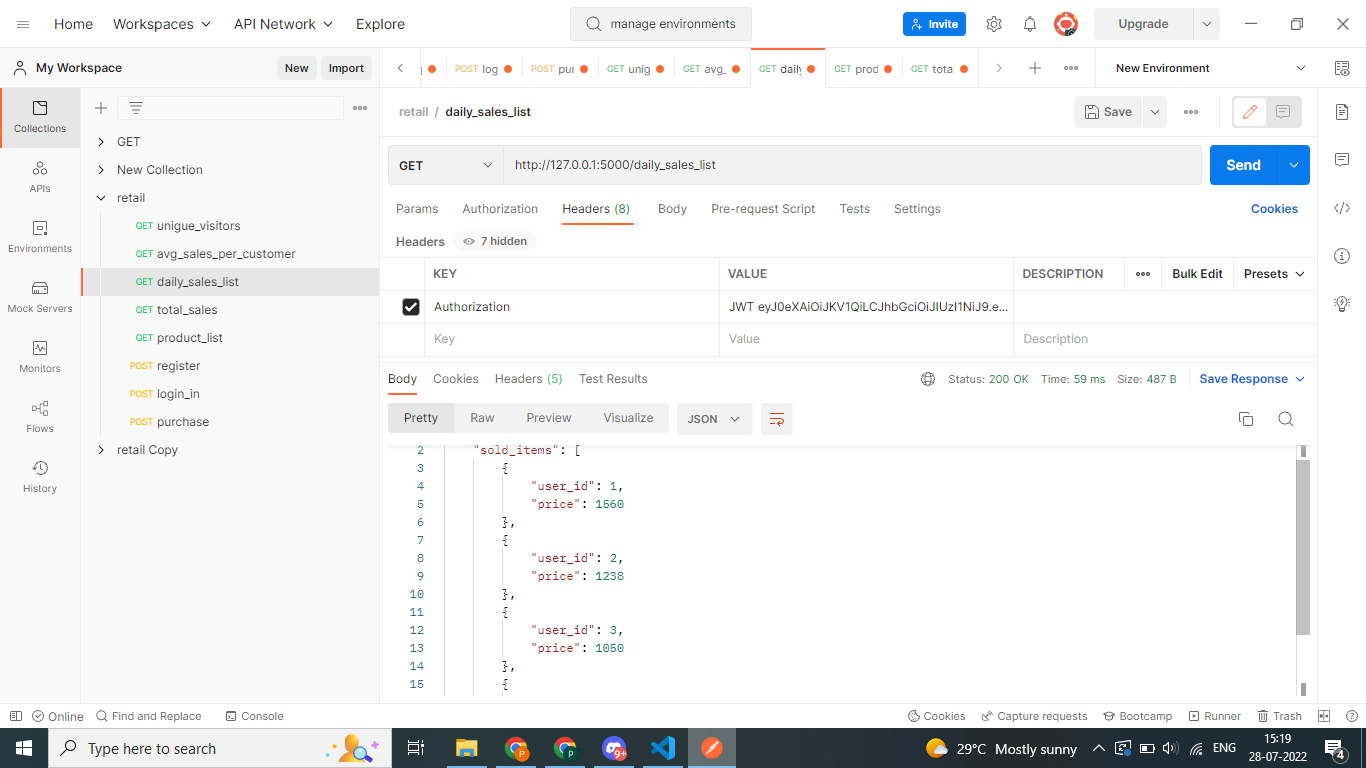 Home Workspaces API Network Explore manage environments Invite Upgrade
My Workspace New Import log pur unig avg_ daily prod tota New Environment
POST POST GET GET GET GET GET
Collections
APIs
Environments
Mock Servers
Monitors
Flows
History
GET
New Collection
retail
GET unigue_visitors
GET avg_sales_per_customer
GET daily_sales_list
GET total_sales
GET product_list
POST register
POST login_in
POST purchase
retail Copy
retail / daily_sales_list Save
GET http://127.0.0.1:5000/daily_sales_list Send
Params Authorization Headers (8) Body Pre-request Script Tests Settings Cookies
Headers 7 hidden
KEY VALUE DESCRIPTION Bulk Edit Presets
Authorization JWT eyJ0eXAiOiJKV1QiLCJhbGciOiJIUzI1NiJ9.e...
Key Value Description
Body Cookies Headers (5) Test Results Status: 200 OK Time: 59 ms Size: 487 B Save Response
Pretty Raw Preview Visualize JSON
2 "sold_items": [
3 {
4 "user_id": 1,
5 "price": 1560
6 },
7 {
8 "user_id": 2,
9 "price": 1238
10 },
11 {
12 "user_id": 3,
13 "price": 1050
14 },
15 {
Online Find and Replace Console Cookies Capture requests Bootcamp Runner Trash
Type here to search 9+ 29°C Mostly sunny ENG 15:19
28-07-2022 4